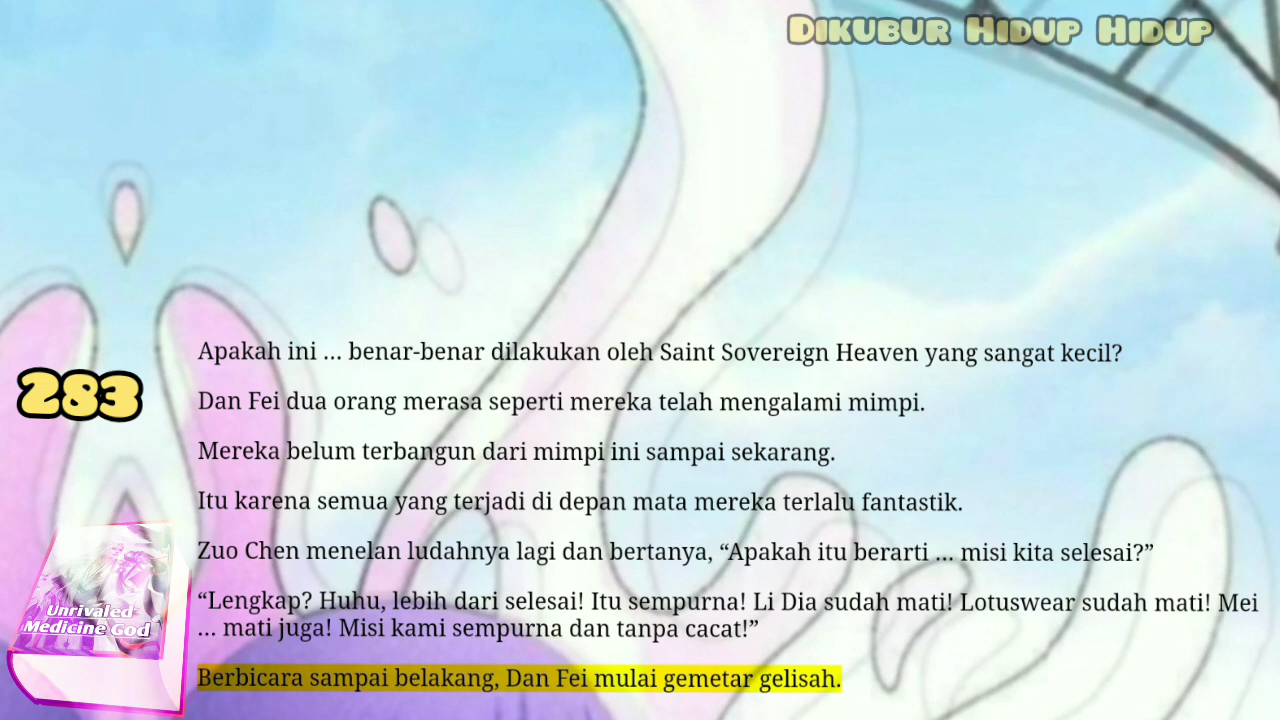 Dikubur Hidup Hidup
Apakah ini … benar-benar dilakukan oleh Saint Sovereign Heaven yang sangat kecil?
283
Dan Fei dua orang merasa seperti mereka telah mengalami mimpi.
Mereka belum terbangun dari mimpi ini sampai sekarang.
Itu karena semua yang terjadi di depan mata mereka terlalu fantastik.
Zuo Chen menelan ludahnya lagi dan bertanya, “Apakah itu berarti … misi kita selesai?”
“Lengkap? Huhu, lebih dari selesai! Itu sempurna! Li Dia sudah mati! Lotuswear sudah mati! Mei
… mati juga! Misi kami sempurna dan tanpa cacat!”
Unrivaled
Medicine God
Berbicara sampai belakang, Dan Fei mulai gemetar gelisah.